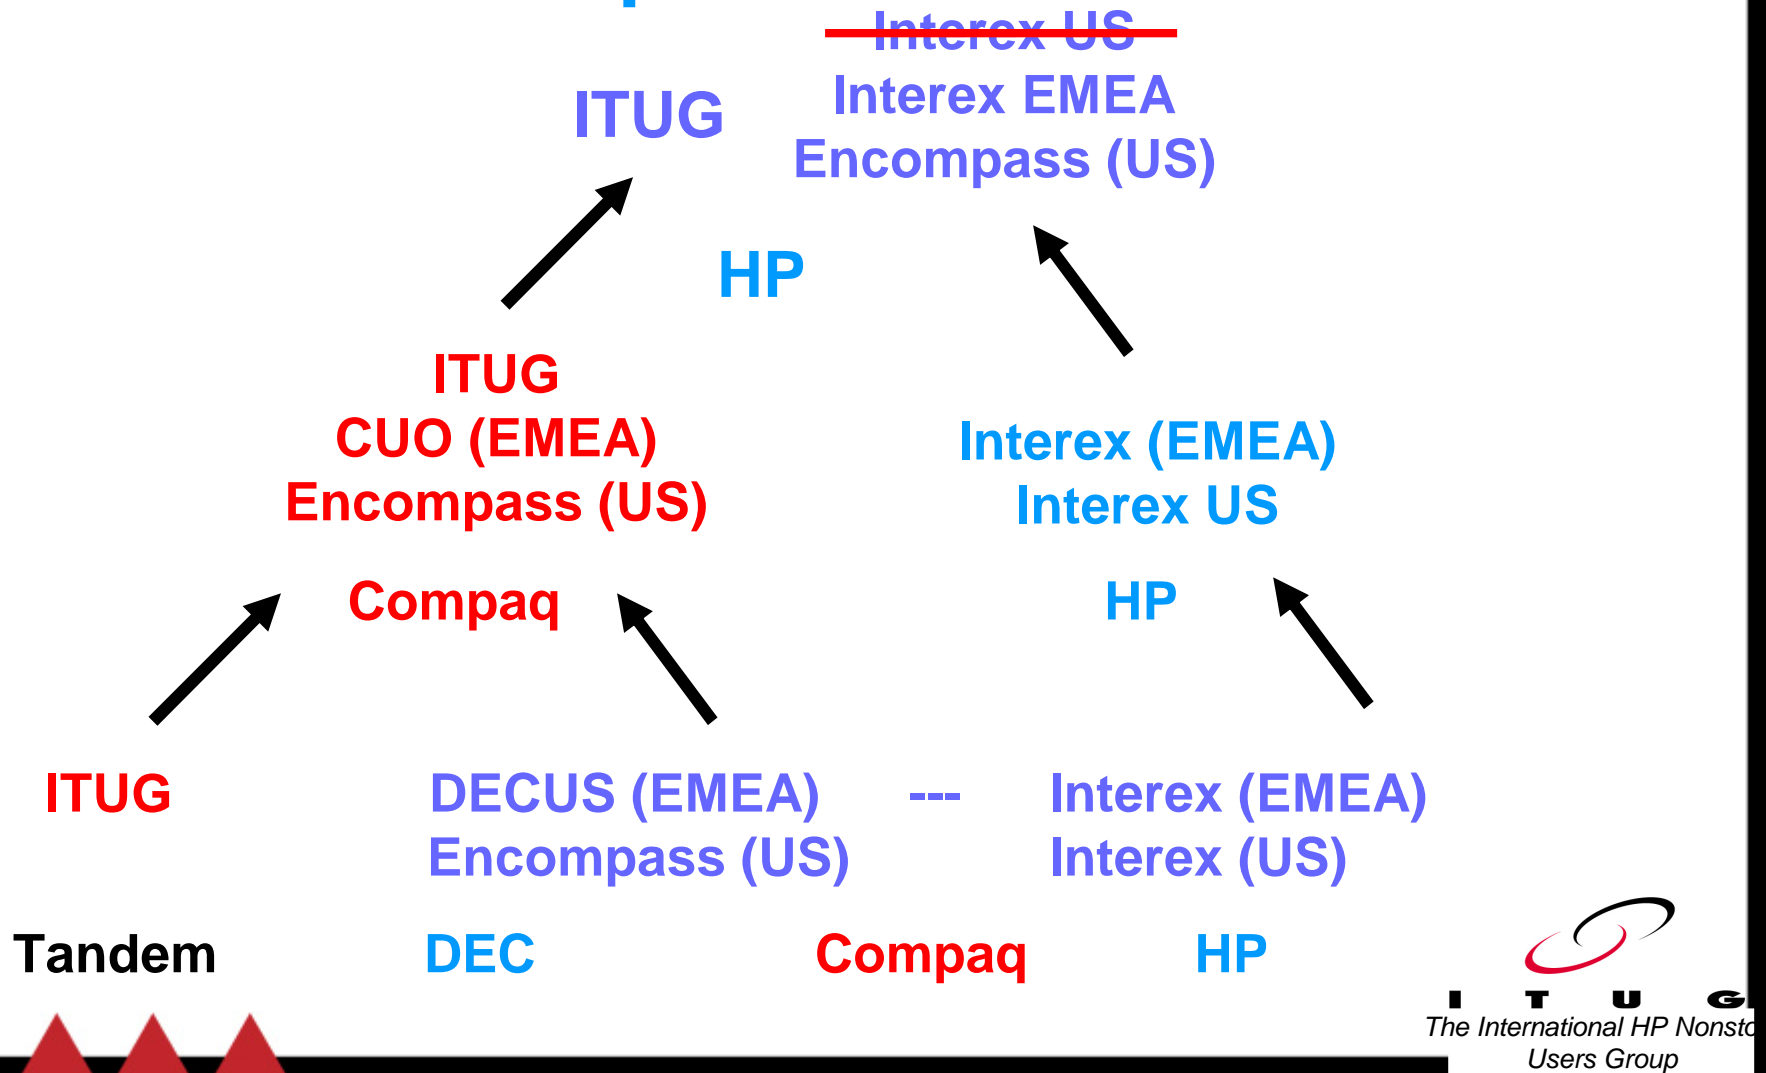 Interex US
ITUG
Interex EMEA
Encompass (US)
HP
ITUG
CUO (EMEA)
Encompass (US)
Compaq
Interex (EMEA)
Interex US
HP
ITUG
DECUS (EMEA) --- Interex (EMEA)
Encompass (US) Interex (US)
Tandem DEC Compaq HP
I T U G
The International HP Nonsto
Users Group